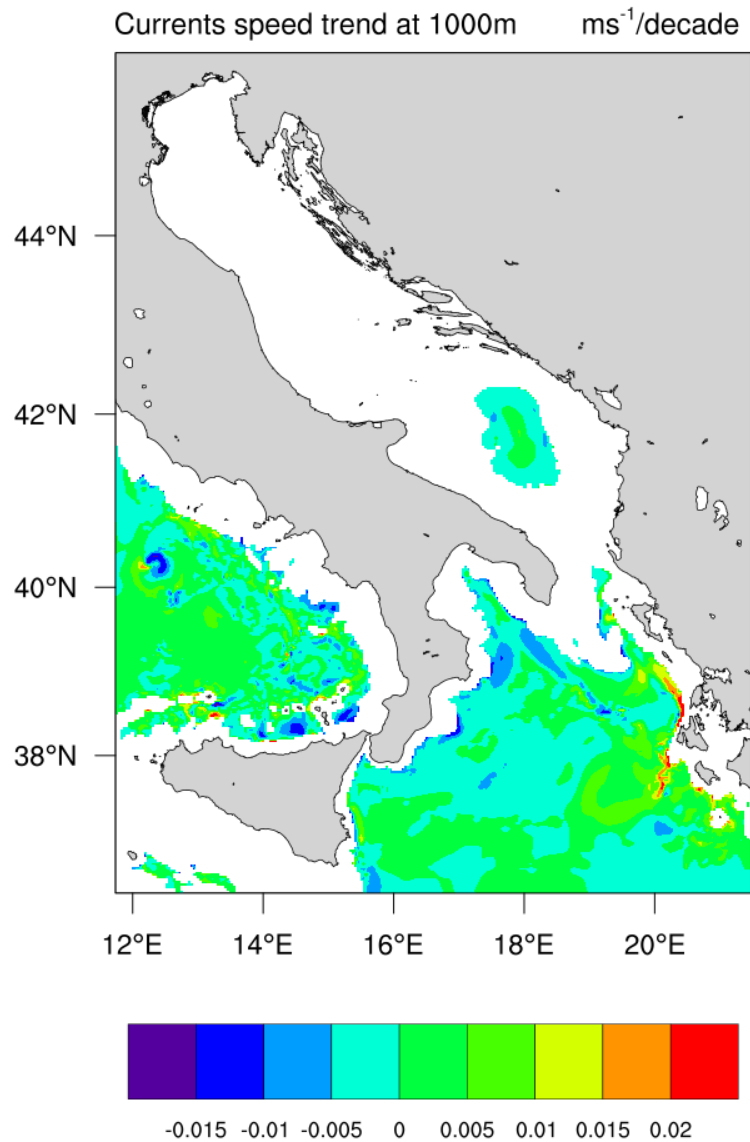 Currents speed trend at 1000m ms⁻¹/decade
44°N
42°N
40°N
38°N
12°E 14°E 16°E 18°E 20°E
-0.015 -0.01 -0.005 0 0.005 0.01 0.015 0.02